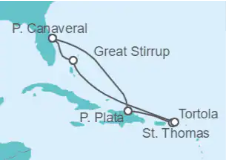 P. Canaveral
Great Stirrup
P. Plata
Tortola
St. Thomas